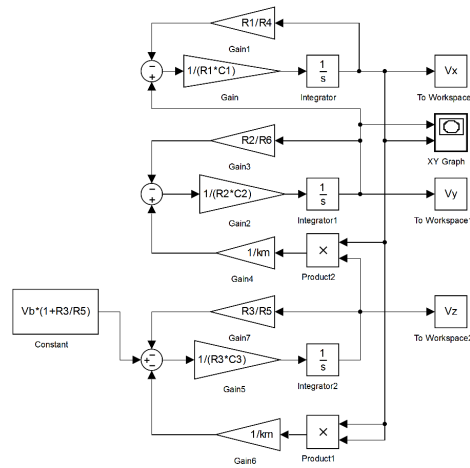 R1/R4
Gain1
1/(R1*C1)
Gain
1
s
Integrator
Vx
To Workspace
XY Graph
R2/R6
Gain3
1/(R2*C2)
Gain2
1
s
Integrator1
Vy
To Workspace1
1/km
Gain4
×
Product2
Vb*(1+R3/R5)
Constant
R3/R5
Gain7
1/(R3*C3)
Gain5
1
s
Integrator2
Vz
To Workspace2
1/km
Gain6
×
Product1